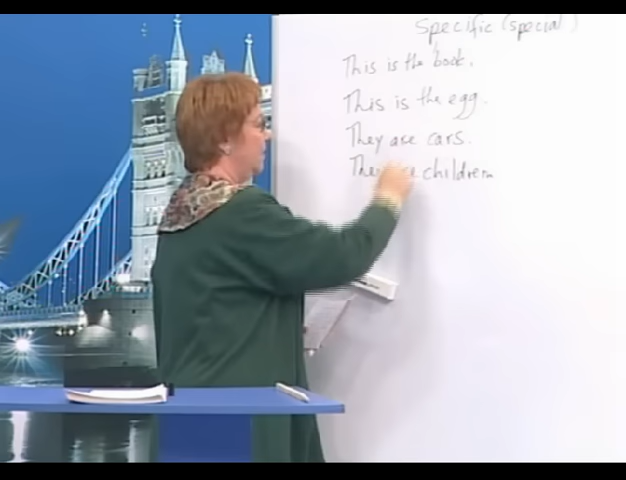 Specific (special)
This is the book.
This is the egg.
They are cars.
children